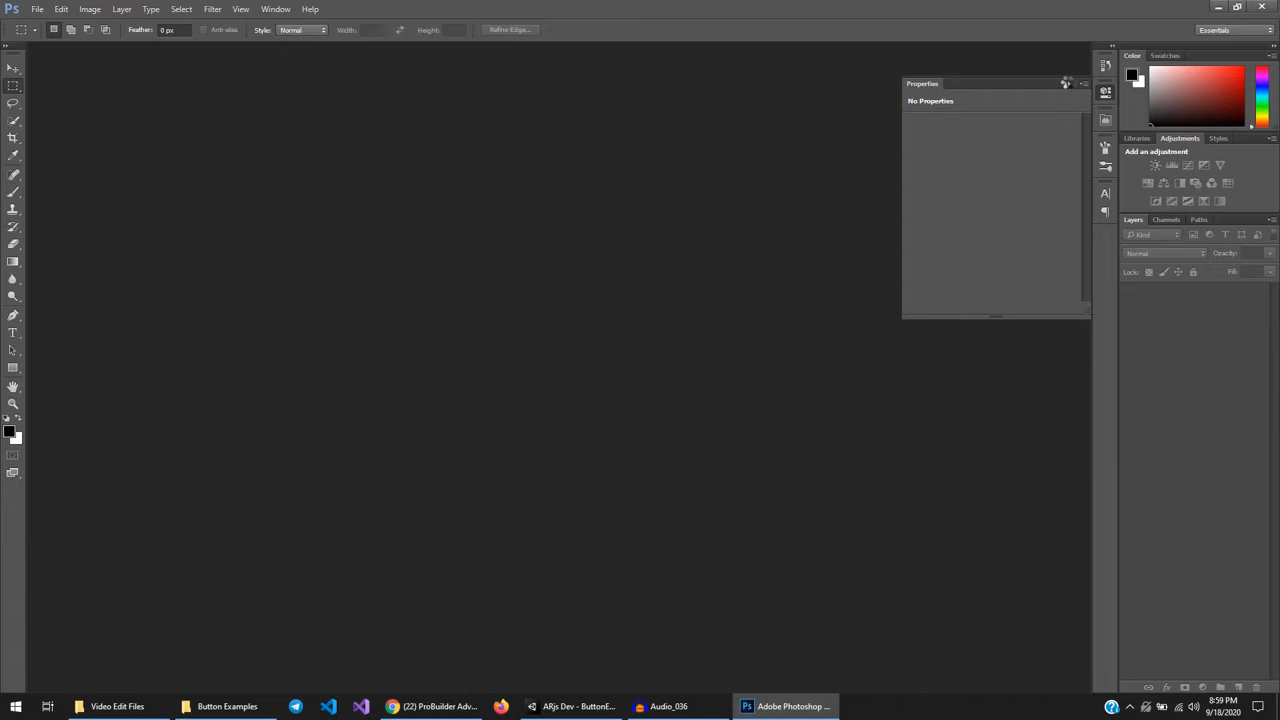 Ps File Edit Image Layer Type Select Filter View Window Help
Feather: 0 px Anti-alias Style: Normal Width: Height: Refine Edge... Essentials
Color Swatches
Properties
No Properties
Libraries Adjustments Styles
Add an adjustment
Layers Channels Paths
Kind
Normal Opacity:
Lock: Fill:
Video Edit Files Button Examples (22) ProBuilder Adv... ARjs Dev - ButtonE... Audio_036 Ps Adobe Photoshop ...
8:59 PM
9/18/2020